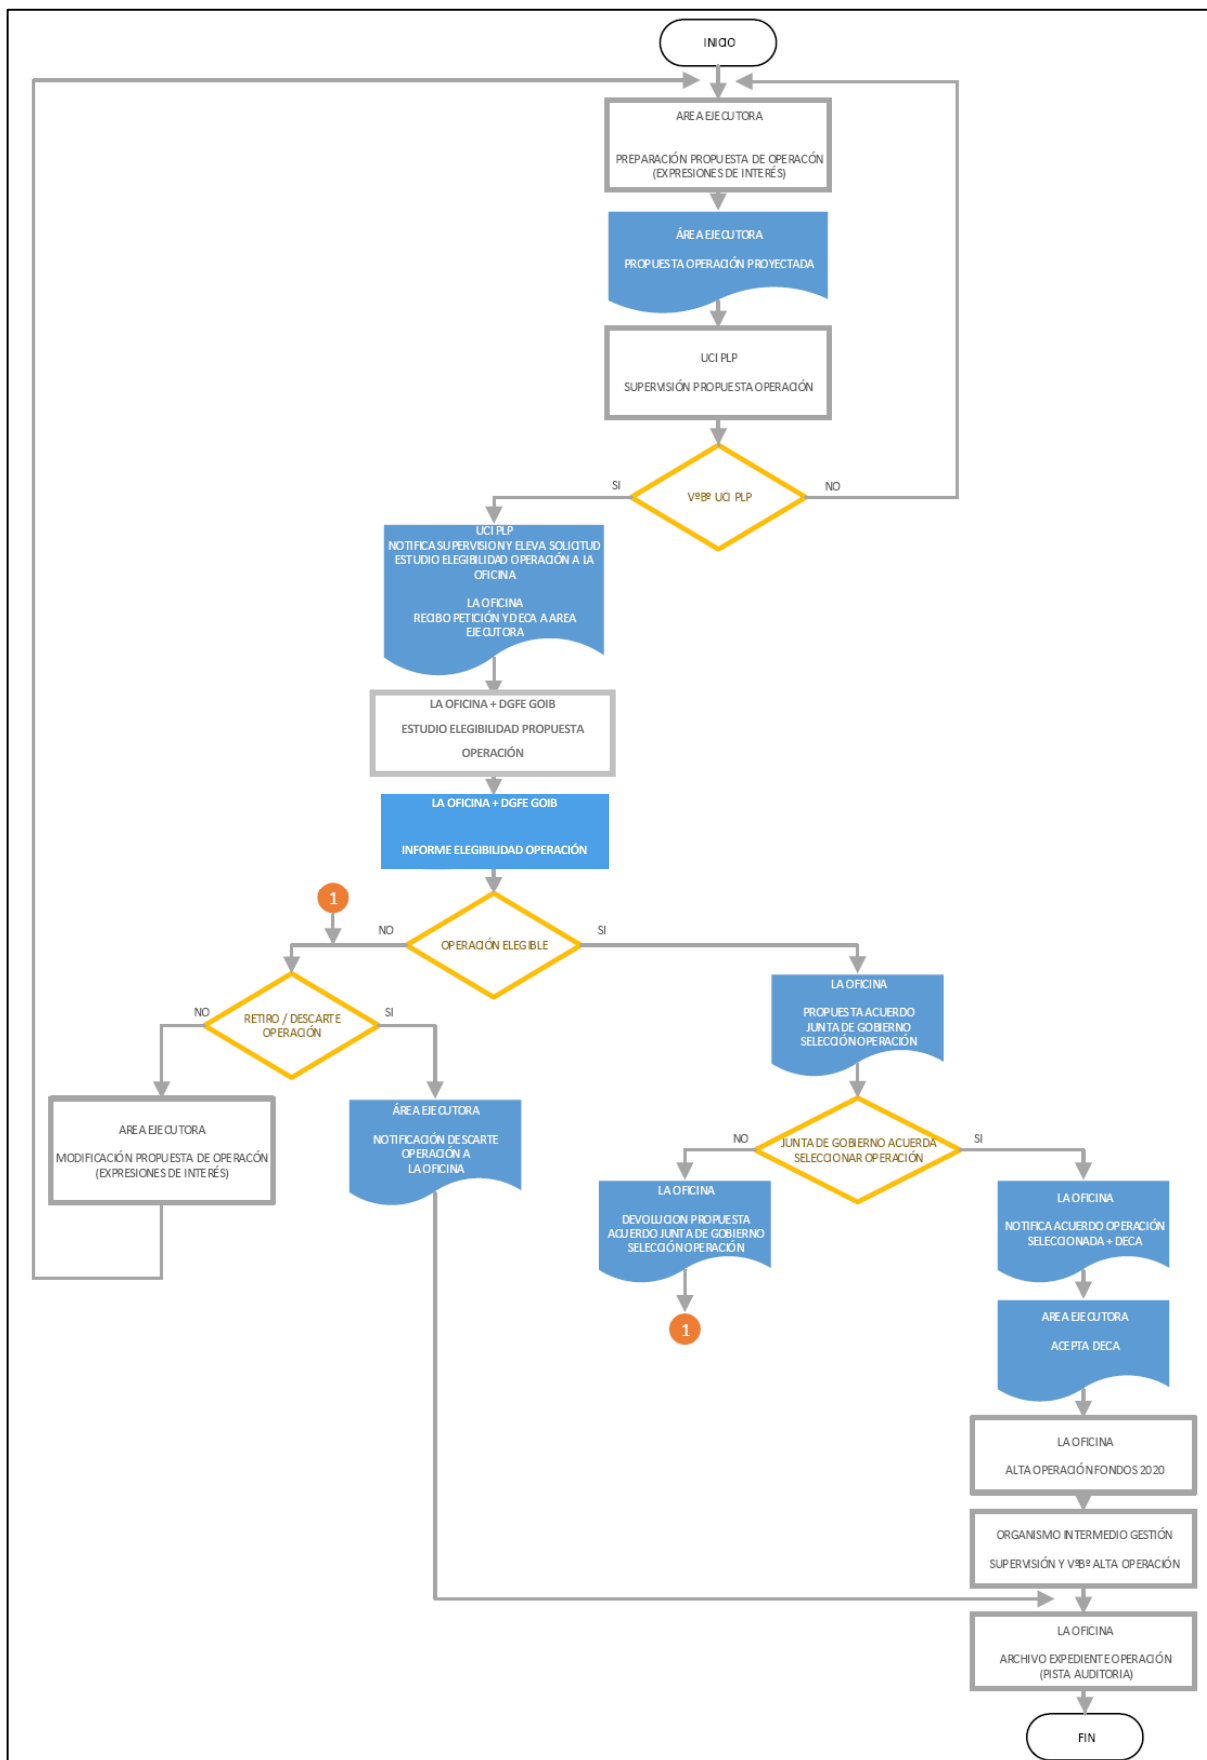 INICIO
AREA EJECUTORA
PREPARACIÓN PROPUESTA DE OPERACÓN
(EXPRESIONES DE INTERÉS)
ÁREA EJECUTORA
PROPUESTA OPERACIÓN PROYECTADA
UCI PLP
SUPERVISIÓN PROPUESTA OPERACIÓN
VºBº UCI PLP
SI
NO
UCI PLP
NOTIFICA SUPERVISION Y ELEVA SOLICITUD
ESTUDIO ELEGIBILIDAD OPERACIÓN A LA
OFICINA
LA OFICINA
RECIBO PETICIÓN Y DECA A AREA
EJECUTORA
LA OFICINA + DGFE GOIB
ESTUDIO ELEGIBILIDAD PROPUESTA
OPERACIÓN
LA OFICINA + DGFE GOIB
INFORME ELEGIBILIDAD OPERACIÓN
1
NO
OPERACIÓN ELEGIBLE
SI
NO
RETIRO / DESCARTE
OPERACIÓN
SI
LA OFICINA
PROPUESTA ACUERDO
JUNTA DE GOBIERNO
SELECCIÓN OPERACIÓN
AREA EJECUTORA
MODIFICACIÓN PROPUESTA DE OPERACÓN
(EXPRESIONES DE INTERÉS)
ÁREA EJECUTORA
NOTIFICACIÓN DESCARTE
OPERACIÓN A
LA OFICINA
NO
JUNTA DE GOBIERNO ACUERDA
SELECCIONAR OPERACIÓN
SI
LA OFICINA
DEVOLUCION PROPUESTA
ACUERDO JUNTA DE GOBIERNO
SELECCIÓN OPERACIÓN
1
LA OFICINA
NOTIFICA ACUERDO OPERACIÓN
SELECCIONADA + DECA
AREA EJECUTORA
ACEPTA DECA
LA OFICINA
ALTA OPERACIÓN FONDOS 2020
ORGANISMO INTERMEDIO GESTIÓN
SUPERVISIÓN Y VºBº ALTA OPERACIÓN
LA OFICINA
ARCHIVO EXPEDIENTE OPERACIÓN
(PISTA AUDITORIA)
FIN